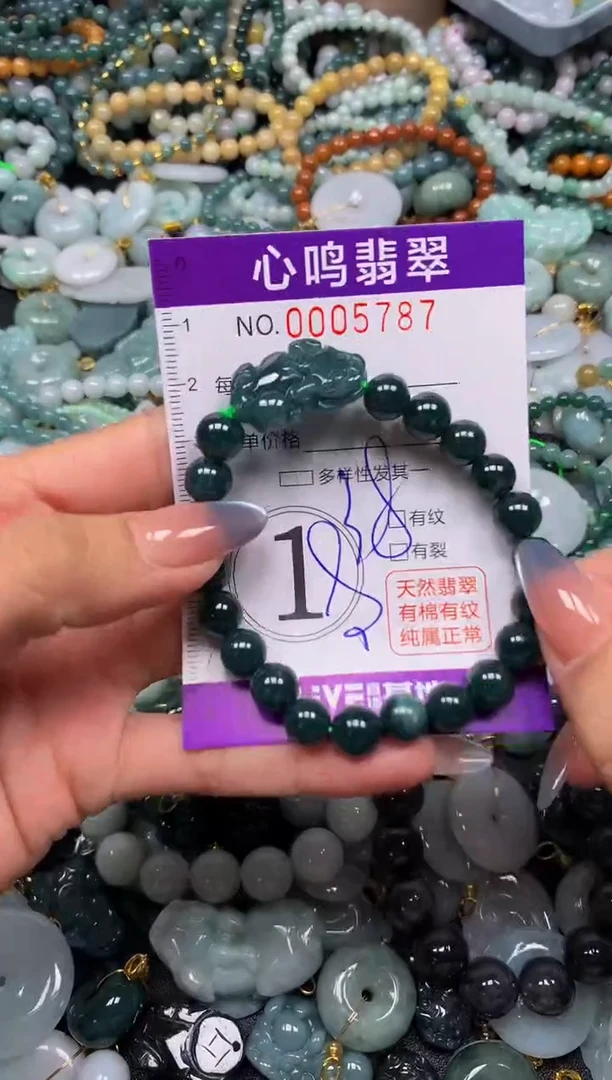 心鸣翡翠
NO.0005787
1
2
每
单价格
多样性发其一
有纹
有裂
1
天然翡翠
有棉有纹
纯属正常